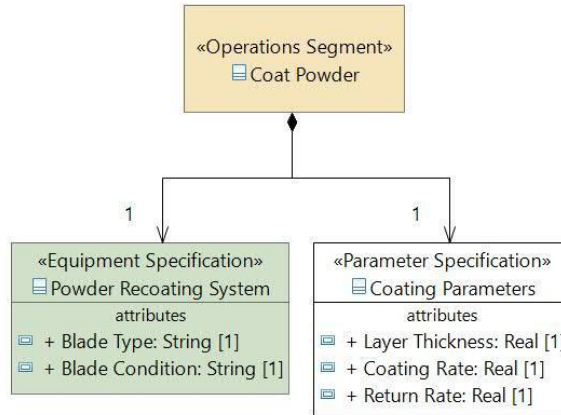 «Operations Segment»
Coat Powder
1
1
«Equipment Specification»
Powder Recoating System
attributes
+ Blade Type: String [1]
+ Blade Condition: String [1]
«Parameter Specification»
Coating Parameters
attributes
+ Layer Thickness: Real [1]
+ Coating Rate: Real [1]
+ Return Rate: Real [1]